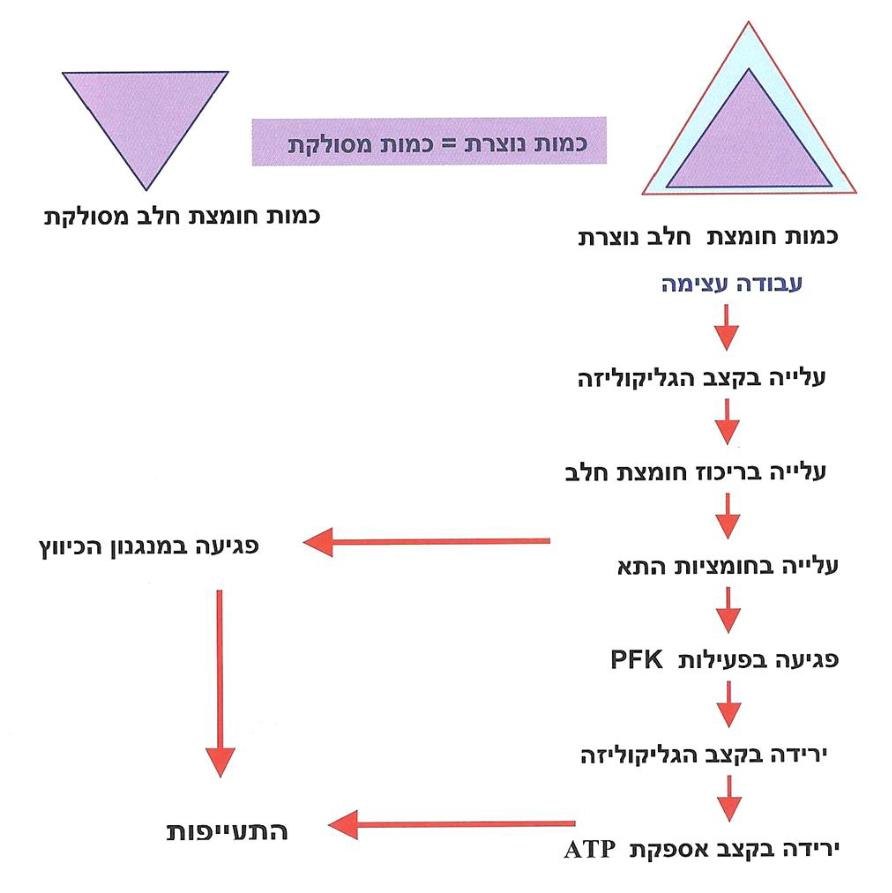 כמות נוצרת = כמות מסולקת
כמות חומצת חלב נוצרת
כמות חומצת חלב מסולקת
עבודה עצימה
עלייה בקצב הגליקוליזה
עלייה בריכוז חומצת חלב
עלייה בחומציות התא
פגיעה במנגנון הכיווץ
פגיעה בפעילות PFK
ירידה בקצב הגליקוליזה
ירידה בקצב אספקת ATP
התעייפות